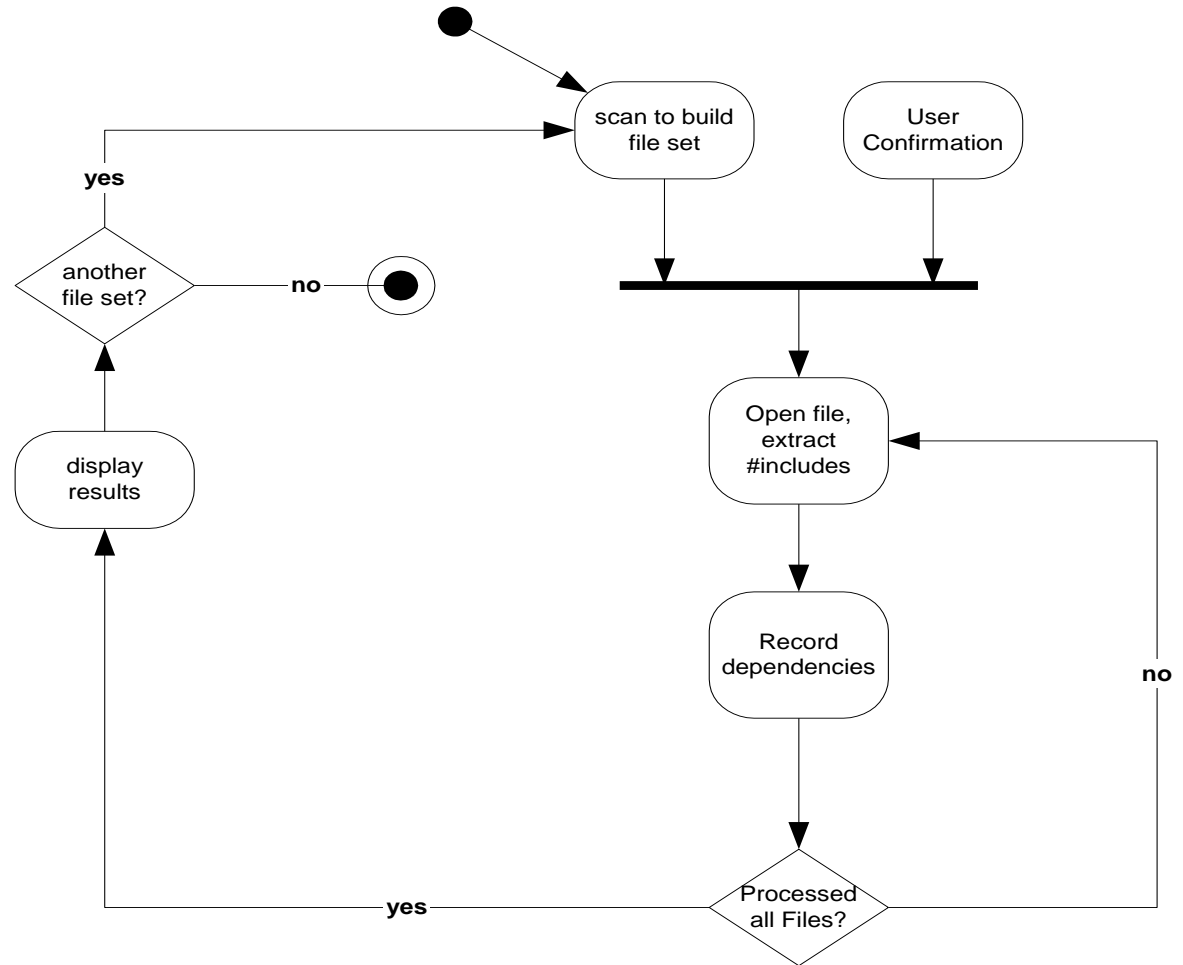 scan to build
file set
User
Confirmation
yes
another
file set?
no
Open file,
extract
#includes
display
results
Record
dependencies
no
Processed
all Files?
yes